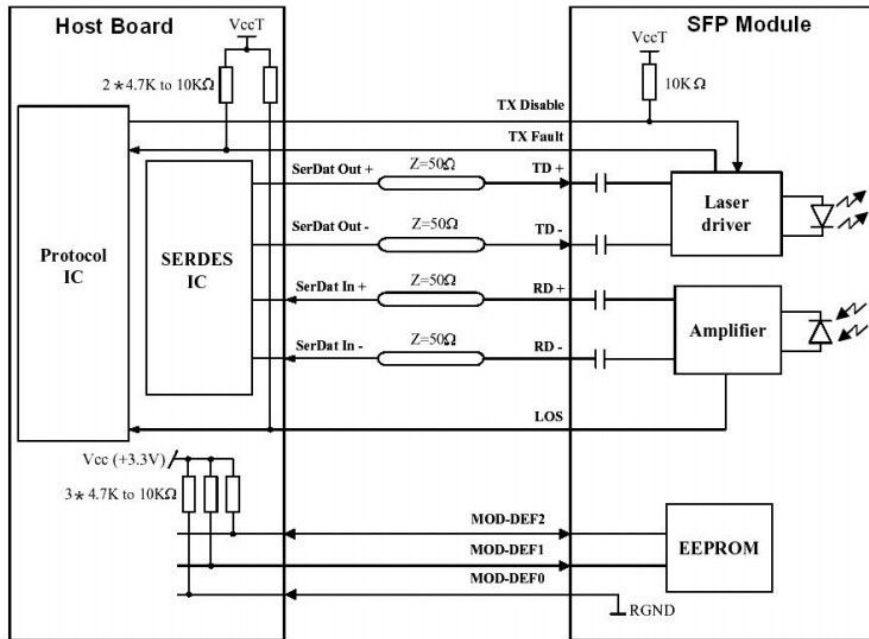 Host Board
SFP Module
VccT
VccT
2*4.7K to 10KΩ
10KΩ
TX Disable
TX Fault
Protocol
IC
SERDES
IC
SerDat Out +
Z=50Ω
TD +
SerDat Out -
Z=50Ω
TD -
SerDat In +
Z=50Ω
RD +
SerDat In -
Z=50Ω
RD -
Laser
driver
Amplifier
LOS
Vcc (+3.3V)
3*4.7K to 10KΩ
MOD-DEF2
MOD-DEF1
MOD-DEF0
EEPROM
RGND